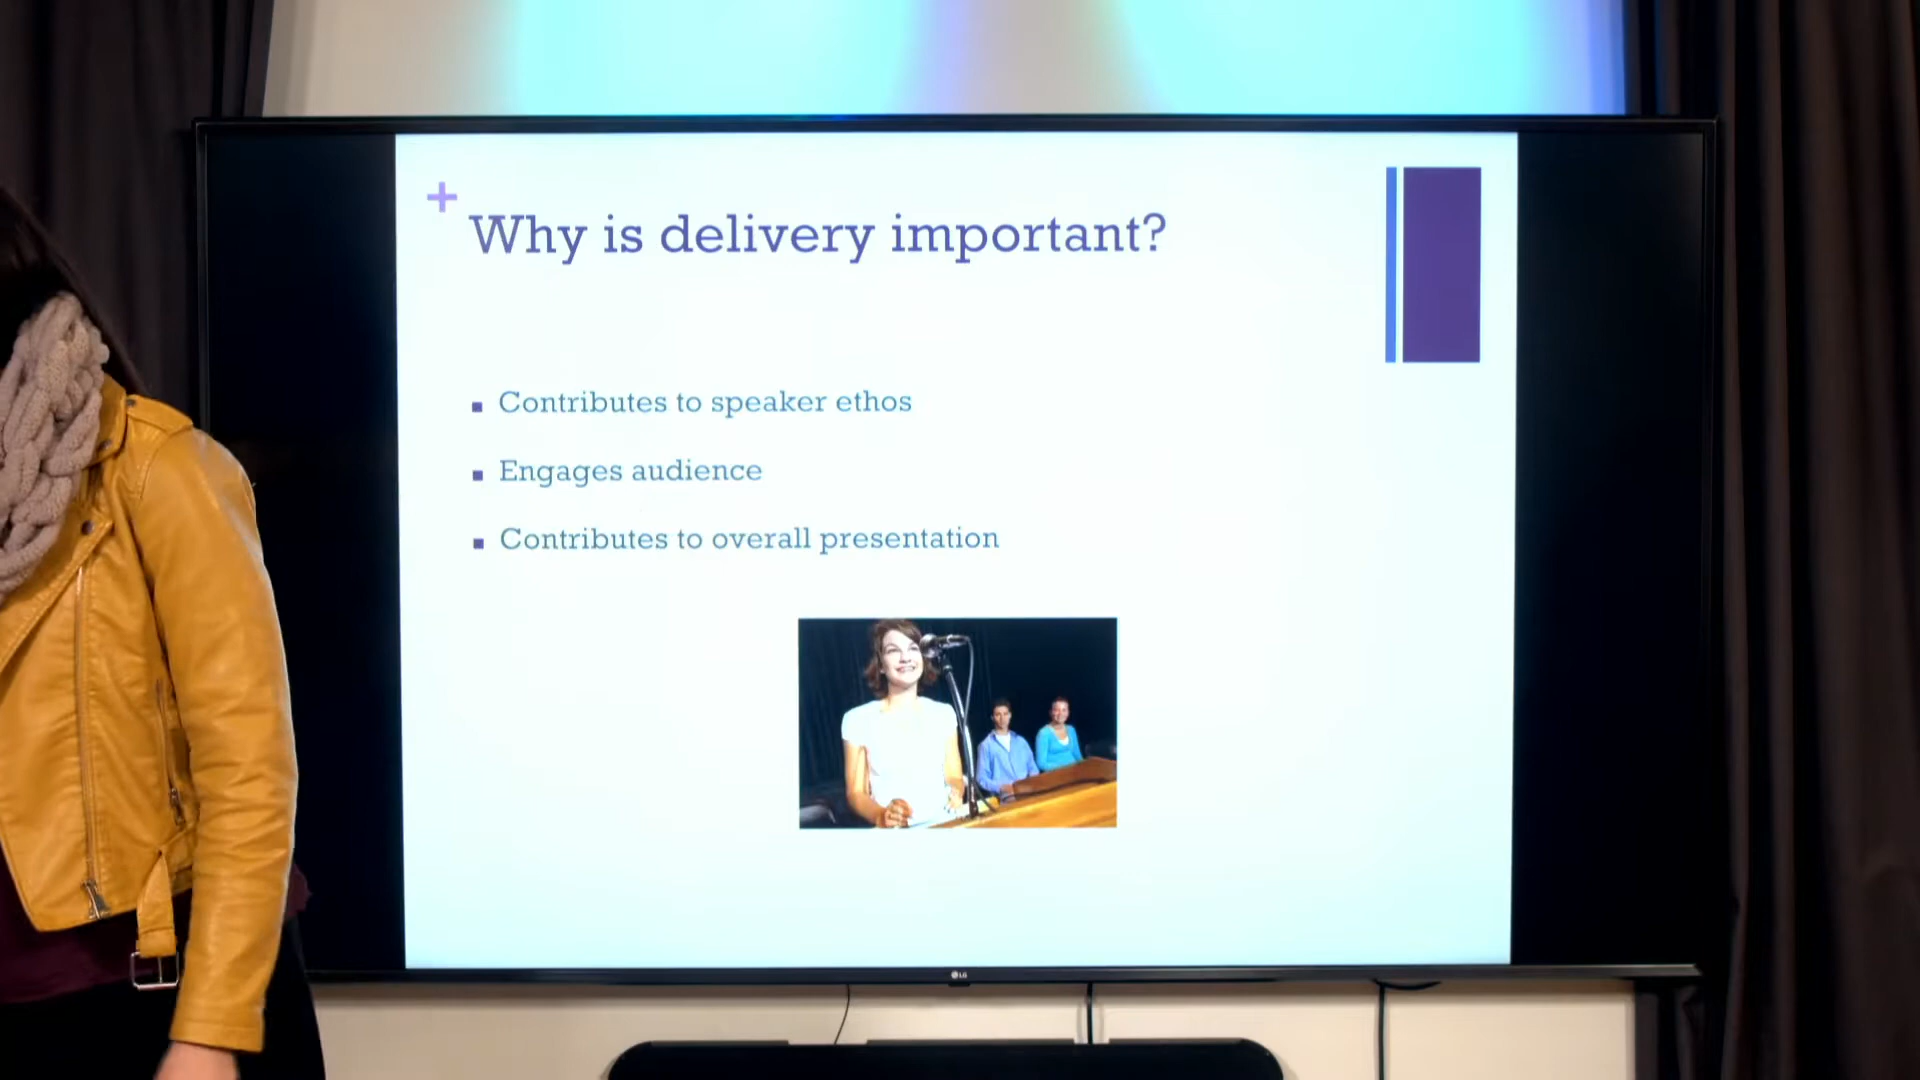 +
Why is delivery important?
Contributes to speaker ethos
Engages audience
Contributes to overall presentation
LG